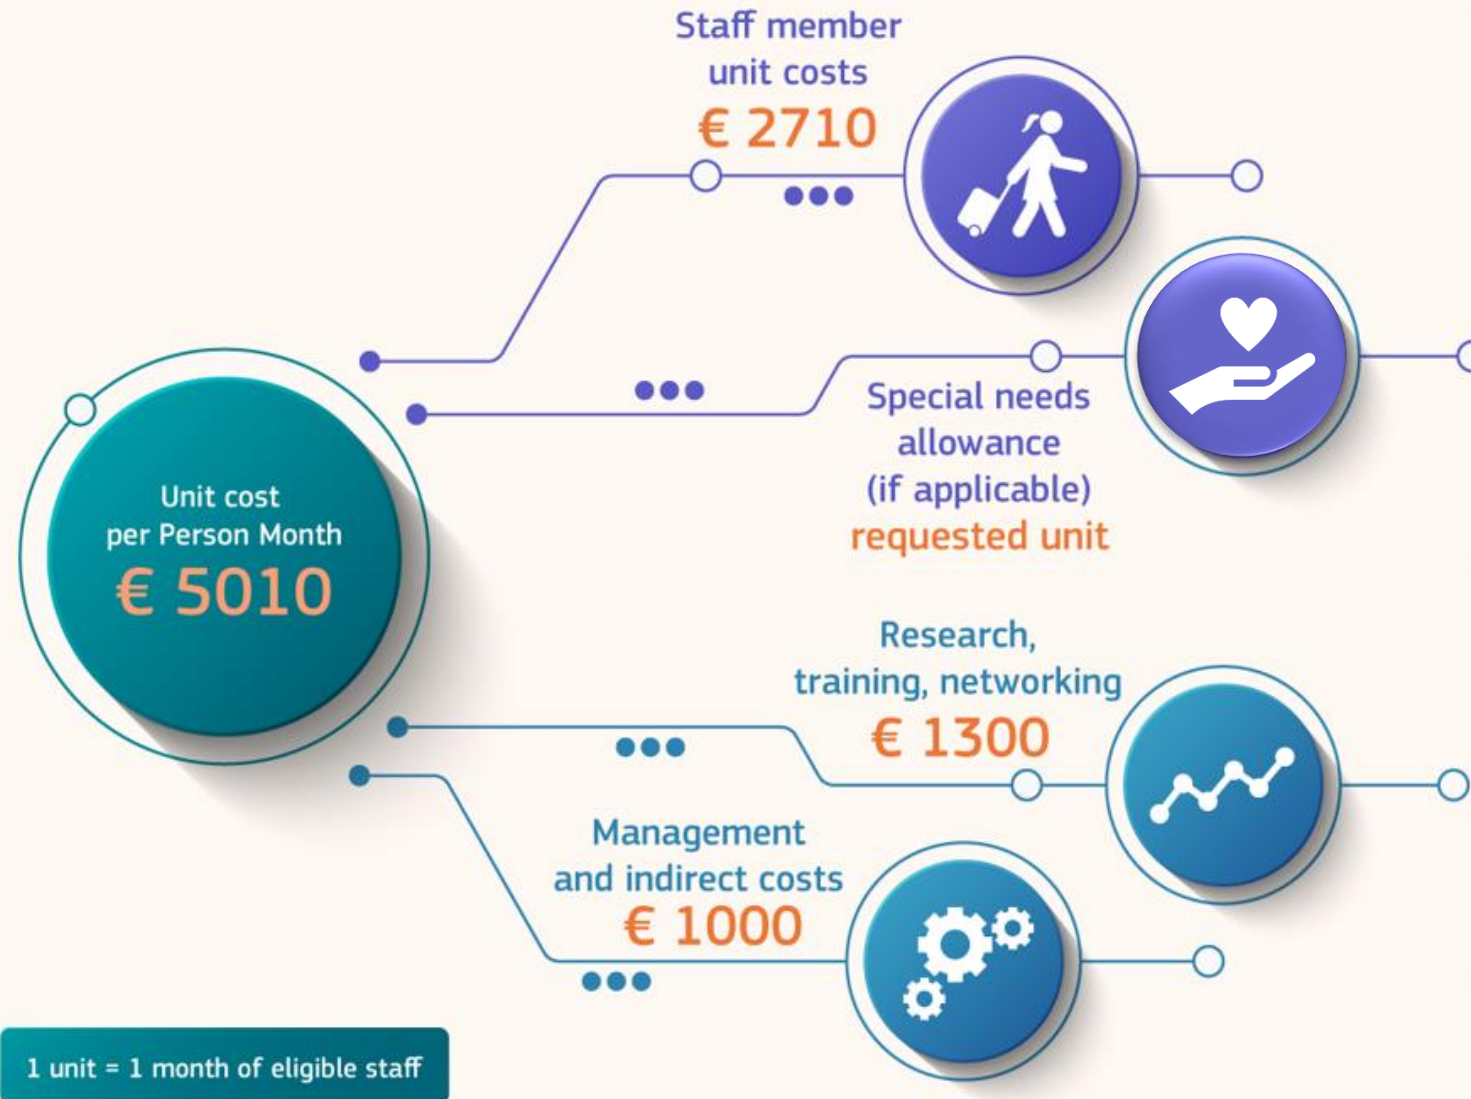 Staff member
unit costs
€ 2710
Special needs
allowance
(if applicable)
requested unit
Unit cost
per Person Month
€ 5010
Research,
training, networking
€ 1300
Management
and indirect costs
€ 1000
1 unit = 1 month of eligible staff